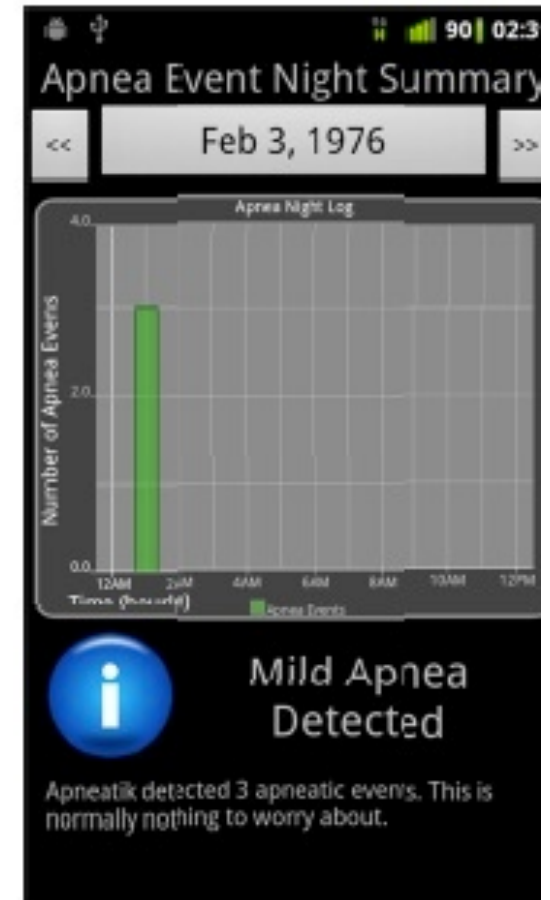 90 02:3
Apnea Event Night Summary
<< Feb 3, 1976 >>
Apnea Night Log
4.0
Number of Apnea Events
2.0
0.0
12AM 2AM 4AM 6AM 8AM 10AM 12PM
Time (hour#)
Apnea Events
Mild Apnea
Detected
Apneatik detected 3 apneatic events. This is
normally nothing to worry about.